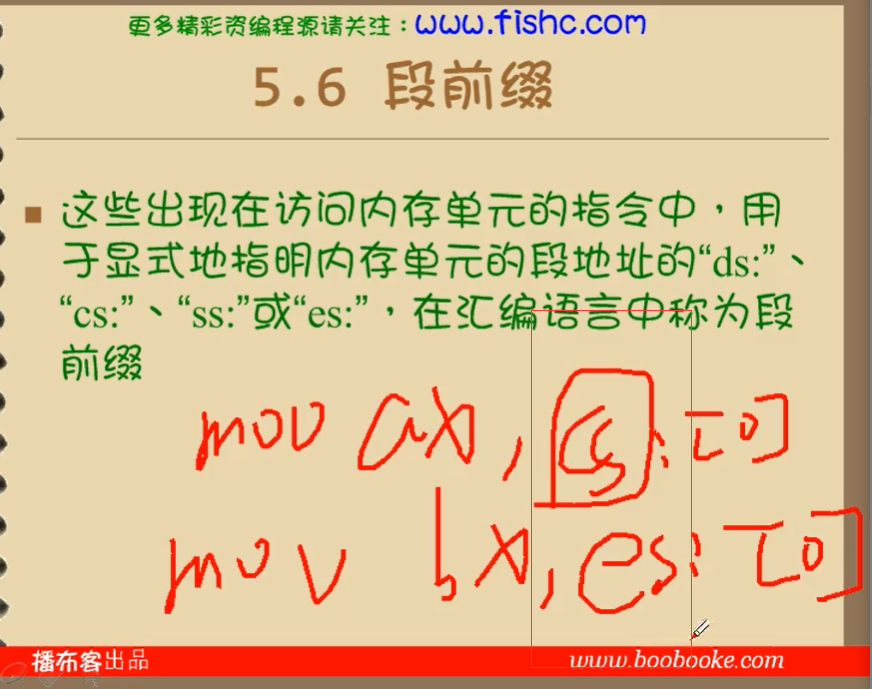 更多精彩资编程源请关注：www.fishc.com
5.6 段前缀
■ 这些出现在访问内存单元的指令中，用
于显式地指明内存单元的段地址的“ds:”、
“cs:”、“ss:”或“es:”，在汇编语言中称为段
前缀
mov ax, cs:[0]
mov bx, es:[0]
播布客出品 www.boobooke.com